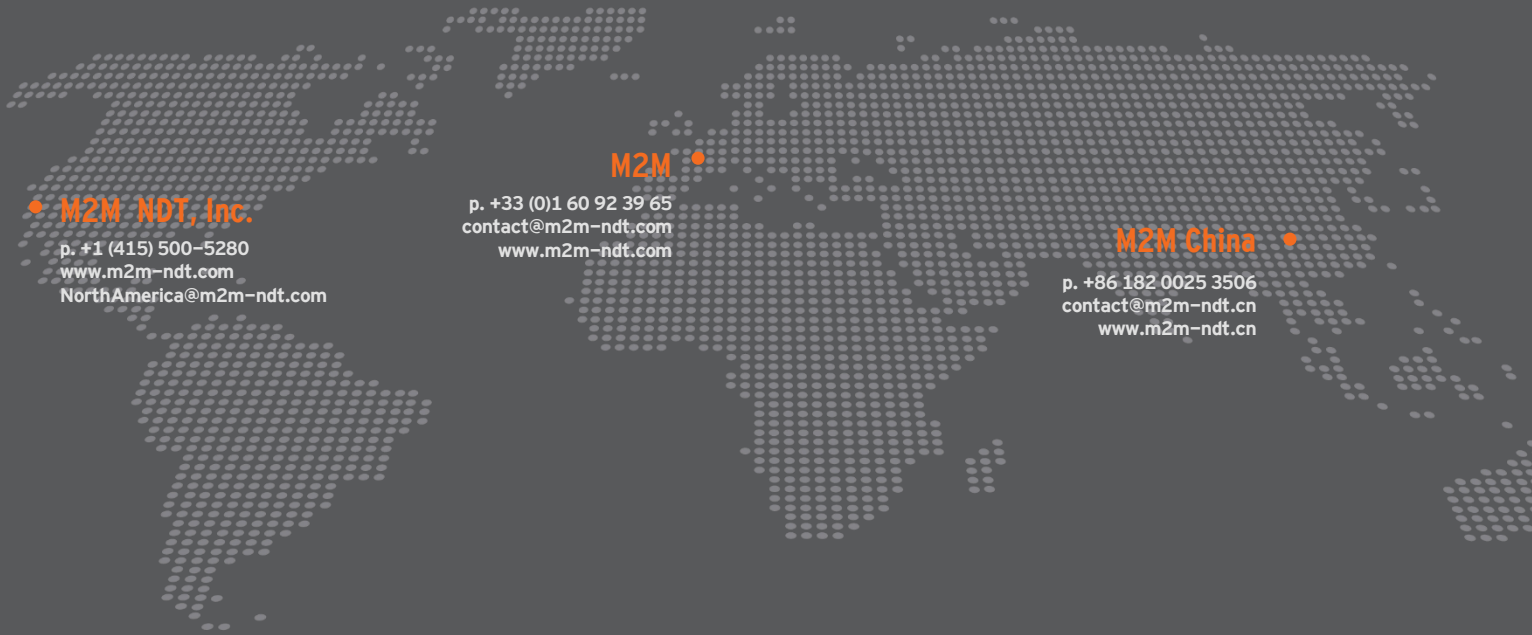 M2M NDT, Inc.
p. +1 (415) 500-5280
www.m2m-ndt.com
NorthAmerica@m2m-ndt.com
M2M
p. +33 (0)1 60 92 39 65
contact@m2m-ndt.com
www.m2m-ndt.com
M2M China
p. +86 182 0025 3506
contact@m2m-ndt.cn
www.m2m-ndt.cn